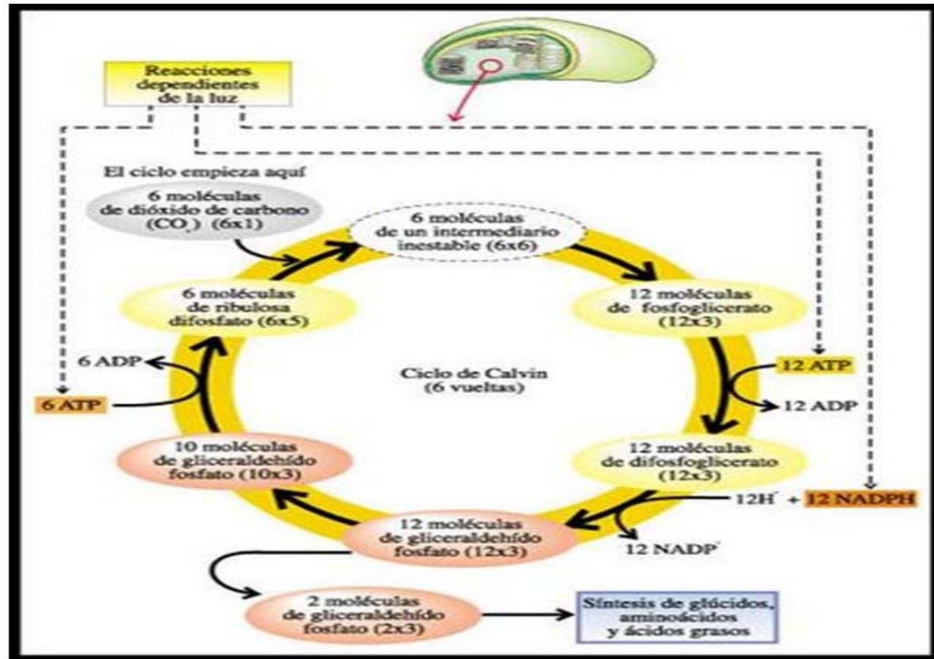 Reacciones
dependientes
de la luz
El ciclo empieza aquí
6 moléculas
de dióxido de carbono
(CO₂) (6x1)
6 moléculas
de un intermediario
inestable (6x6)
6 moléculas
de ribulosa
difosfato (6x5)
12 moléculas
de fosfoglicerato
(12x3)
6 ADP
6 ATP
Ciclo de Calvin
(6 vueltas)
12 ATP
12 ADP
10 moléculas
de gliceraldehído
fosfato (10x3)
12 moléculas
de difosfoglicerato
(12x3)
12H⁺ + 12 NADPH
12 NADP⁺
12 moléculas
de gliceraldehído
fosfato (12x3)
2 moléculas
de gliceraldehído
fosfato (2x3)
Síntesis de glúcidos,
aminoácidos
y ácidos grasos